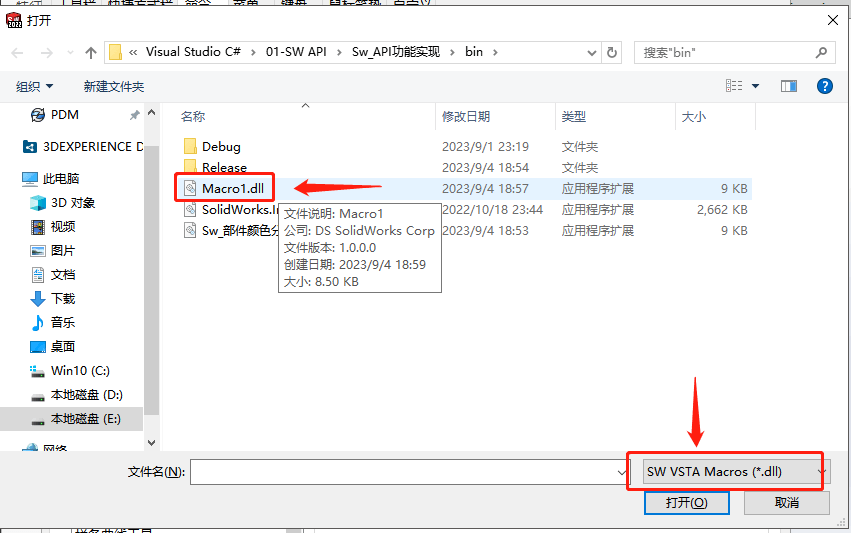 2022 打开
« Visual Studio C# › 01-SW API › Sw_API功能实现 › bin ›
搜索"bin"
组织 新建文件夹
名称 修改日期 类型 大小
PDM
3DEXPERIENCE D
此电脑
3D 对象
视频
图片
文档
下载
音乐
桌面
Win10 (C:)
本地磁盘 (D:)
本地磁盘 (E:)
网络
Debug 2023/9/1 23:19 文件夹
Release 2023/9/4 18:54 文件夹
Macro1.dll 2023/9/4 18:57 应用程序扩展 9 KB
SolidWorks.In 2022/10/18 23:44 应用程序扩展 2,662 KB
Sw_部件颜色分 2023/9/4 18:53 应用程序扩展 9 KB
文件说明: Macro1
公司: DS SolidWorks Corp
文件版本: 1.0.0.0
创建日期: 2023/9/4 18:59
大小: 8.50 KB
文件名(N):
SW VSTA Macros (*.dll)
打开(O) 取消